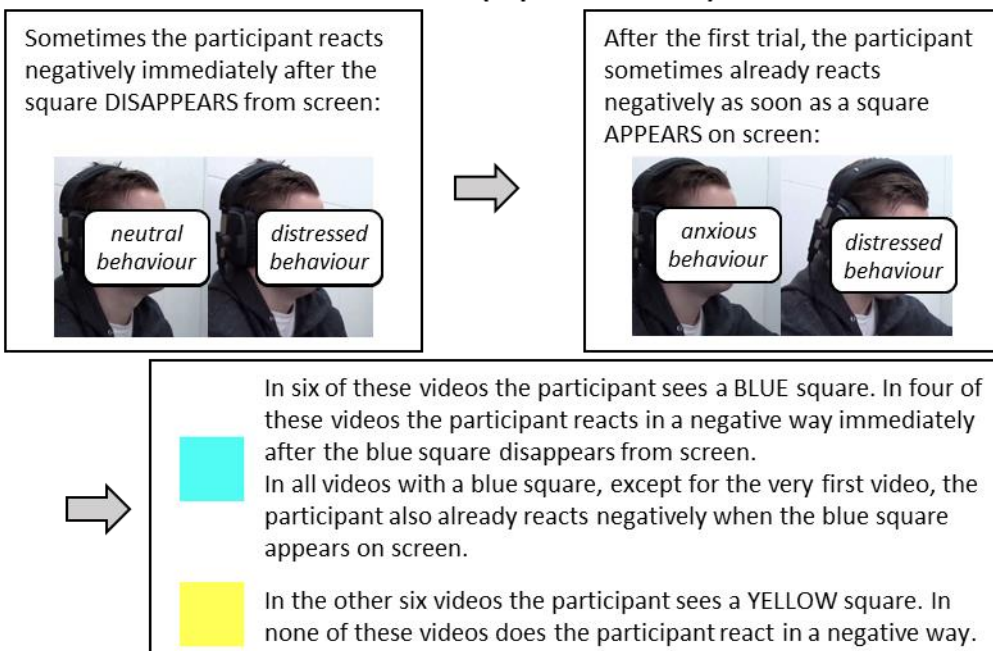 Sometimes the participant reacts
negatively immediately after the
square DISAPPEARS from screen:
neutral
behaviour
distressed
behaviour
After the first trial, the participant
sometimes already reacts
negatively as soon as a square
APPEARS on screen:
anxious
behaviour
distressed
behaviour
In six of these videos the participant sees a BLUE square. In four of
these videos the participant reacts in a negative way immediately
after the blue square disappears from screen.
In all videos with a blue square, except for the very first video, the
participant also already reacts negatively when the blue square
appears on screen.
In the other six videos the participant sees a YELLOW square. In
none of these videos does the participant react in a negative way.